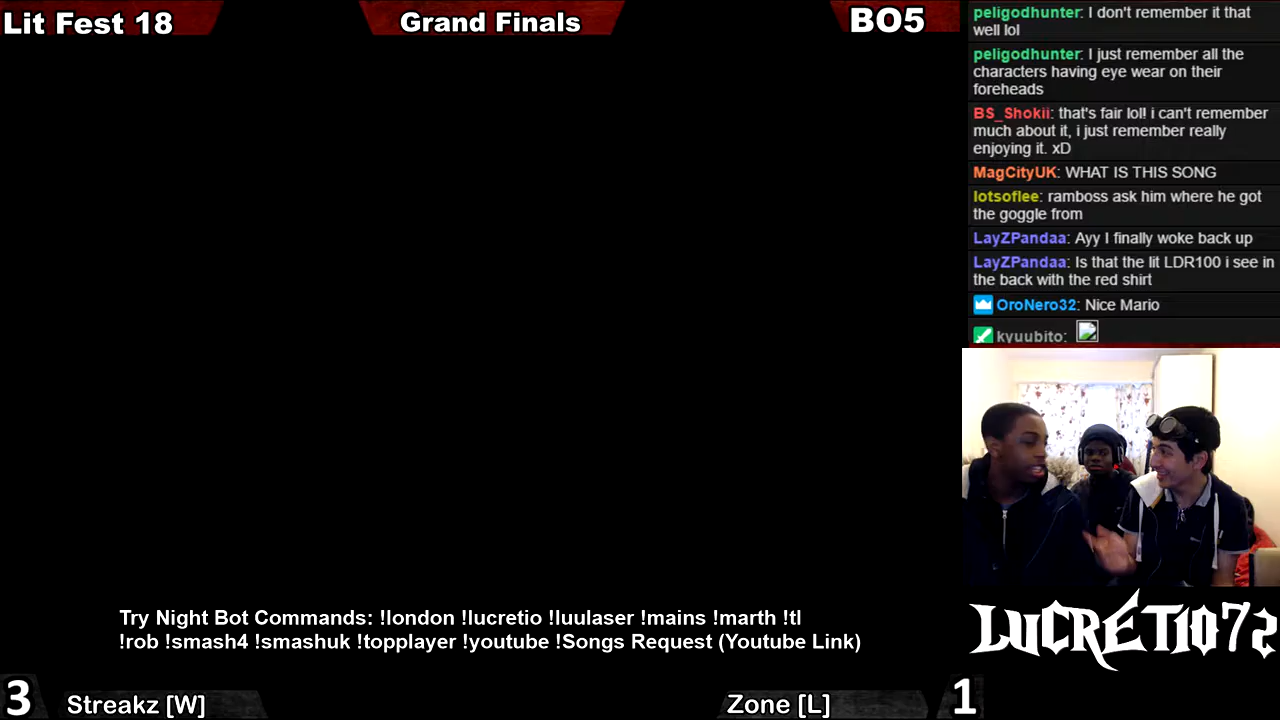 Lit Fest 18
Grand Finals
BO5
peligodhunter: I don't remember it that
well lol
peligodhunter: I just remember all the
characters having eye wear on their
foreheads
BS_Shokii: that's fair lol! i can't remember
much about it, i just remember really
enjoying it. xD
MagCityUK: WHAT IS THIS SONG
lotsoflee: ramboss ask him where he got
the goggle from
LayZPandaa: Ayy I finally woke back up
LayZPandaa: Is that the lit LDR100 i see in
the back with the red shirt
OroNero32: Nice Mario
kyuubito:
LUCRETIO72
Try Night Bot Commands: !london !lucretio !luulaser !mains !marth !tl
!rob !smash4 !smashuk !topplayer !youtube !Songs Request (Youtube Link)
3
Streakz [W]
Zone [L]
1